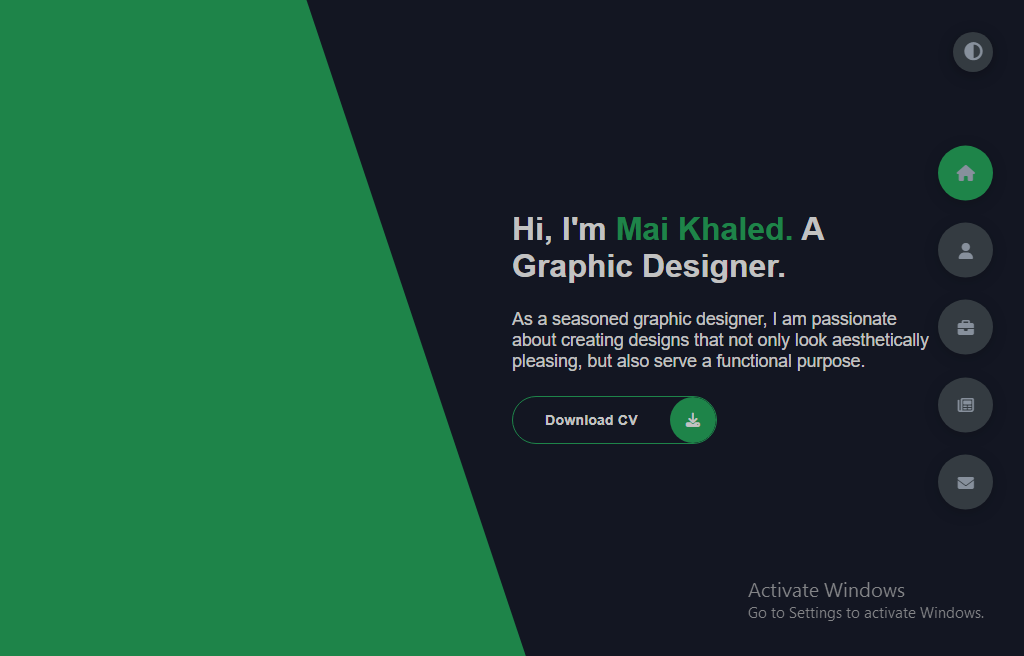 Hi, I'm Mai Khaled. A
Graphic Designer.
As a seasoned graphic designer, I am passionate
about creating designs that not only look aesthetically
pleasing, but also serve a functional purpose.
Download CV
Activate Windows
Go to Settings to activate Windows.